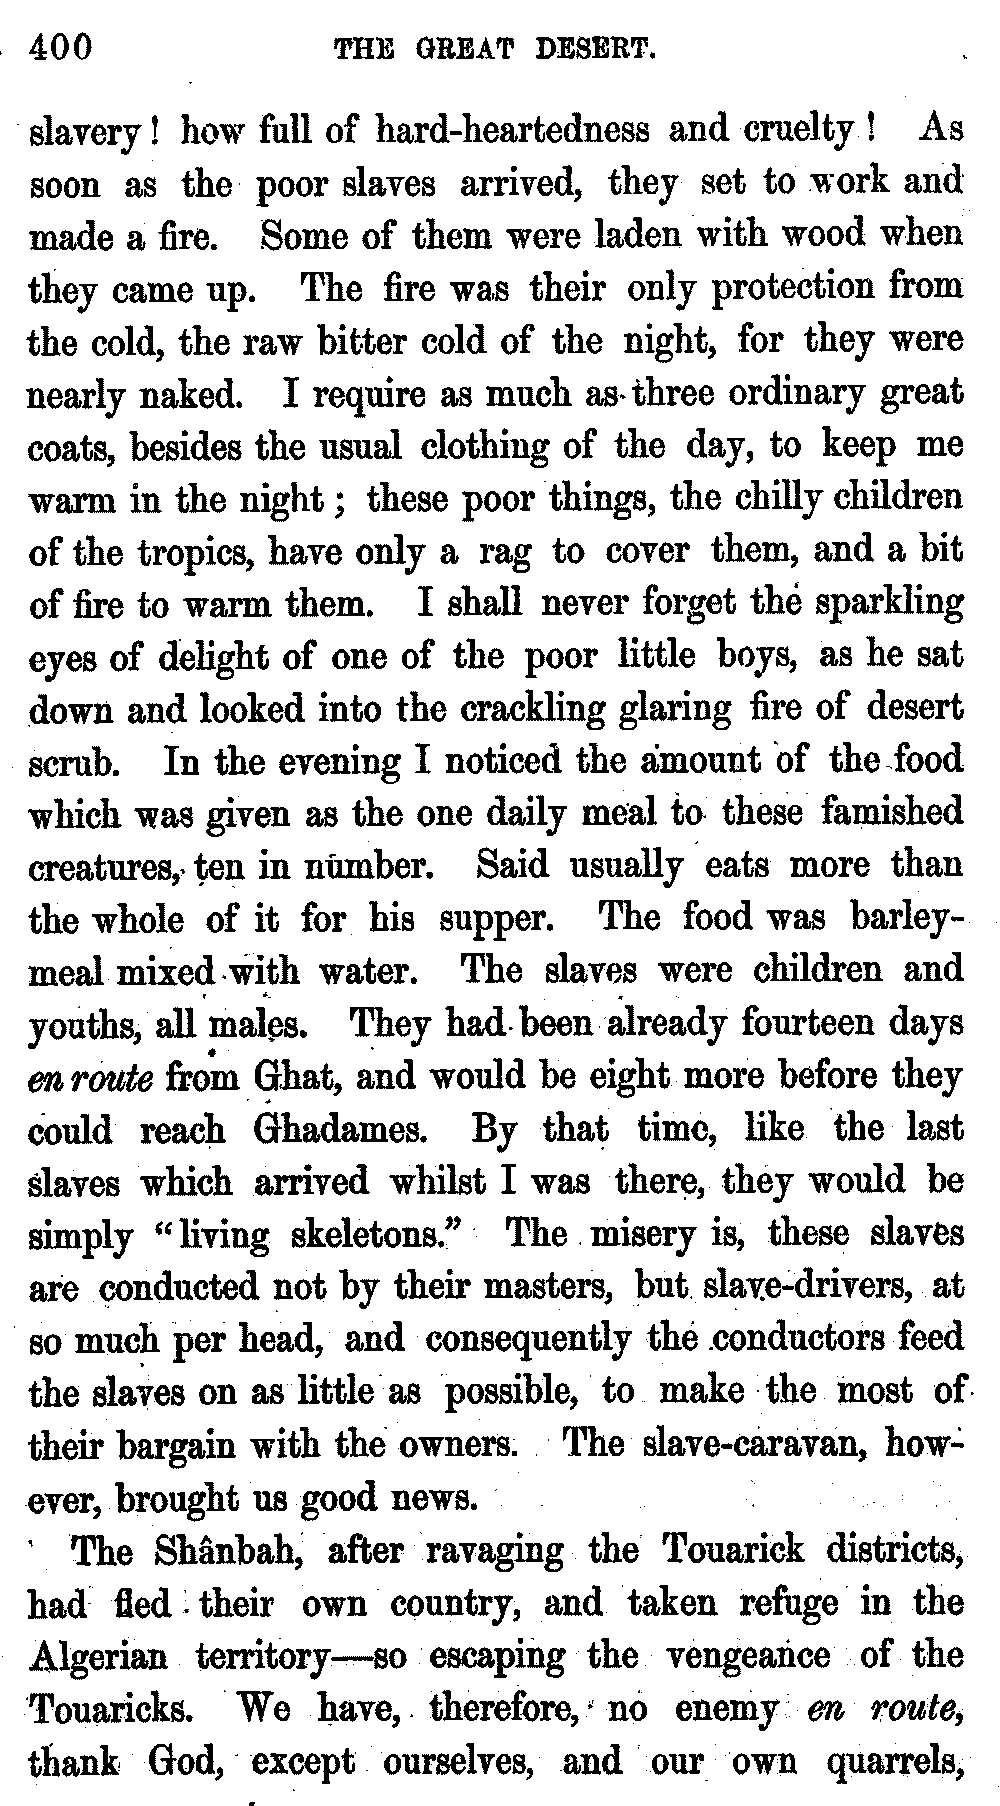 400 THE GREAT DESERT.
slavery! how full of hard-heartedness and cruelty! As
soon as the poor slaves arrived, they set to work and
made a fire. Some of them were laden with wood when
they came up. The fire was their only protection from
the cold, the raw bitter cold of the night, for they were
nearly naked. I require as much as three ordinary great
coats, besides the usual clothing of the day, to keep me
warm in the night; these poor things, the chilly children
of the tropics, have only a rag to cover them, and a bit
of fire to warm them. I shall never forget the sparkling
eyes of delight of one of the poor little boys, as he sat
down and looked into the crackling glaring fire of desert
scrub. In the evening I noticed the amount of the food
which was given as the one daily meal to these famished
creatures, ten in number. Said usually eats more than
the whole of it for his supper. The food was barley-
meal mixed with water. The slaves were children and
youths, all males. They had been already fourteen days
en route from Ghat, and would be eight more before they
could reach Ghadames. By that time, like the last
slaves which arrived whilst I was there, they would be
simply "living skeletons." The misery is, these slaves
are conducted not by their masters, but slave-drivers, at
so much per head, and consequently the conductors feed
the slaves on as little as possible, to make the most of
their bargain with the owners. The slave-caravan, how-
ever, brought us good news.
The Shânbah, after ravaging the Touarick districts,
had fled their own country, and taken refuge in the
Algerian territory—so escaping the vengeance of the
Touaricks. We have, therefore, no enemy en route,
thank God, except ourselves, and our own quarrels,